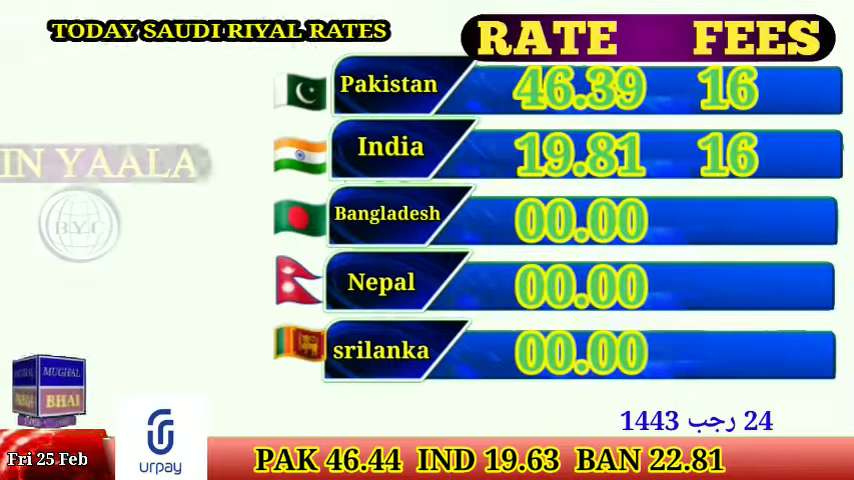 TODAY SAUDI RIYAL RATES
RATE FEES
Pakistan 46.39 16
India 19.81 16
IN YAALA
B.Y.C
Bangladesh 00.00
Nepal 00.00
srilanka 00.00
MUGHAL
BHAI
24 رجب 1443
Fri 25 Feb
urpay
PAK 46.44 IND 19.63 BAN 22.81